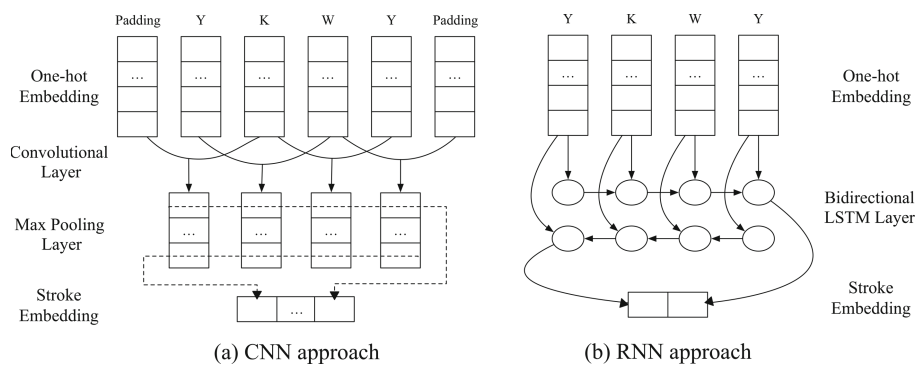 Padding Y K W Y Padding
One-hot
Embedding
...
...
...
...
...
...
Convolutional
Layer
Max Pooling
Layer
...
...
...
...
Stroke
Embedding
...
(a) CNN approach
Y K W Y
...
...
...
...
One-hot
Embedding
Bidirectional
LSTM Layer
Stroke
Embedding
(b) RNN approach